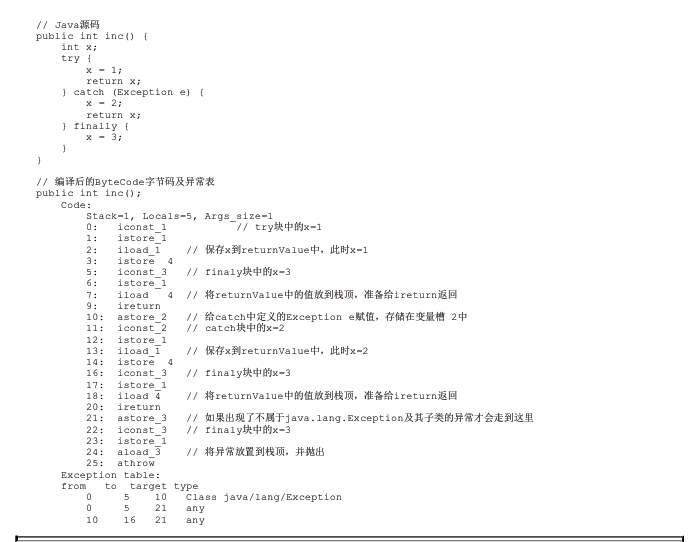 // Java源码
public int inc() {
    int x;
    try {
        x = 1;
        return x;
    } catch (Exception e) {
        x = 2;
        return x;
    } finally {
        x = 3;
    }
}
// 编译后的ByteCode字节码及异常表
public int inc();
    Code:
        Stack=1, Locals=5, Args_size=1
        0:   iconst_1           // try块中的x=1
        1:   istore_1
        2:   iload_1    // 保存x到returnValue中，此时x=1
        3:   istore  4
        5:   iconst_3   // finaly块中的x=3
        6:   istore_1
        7:   iload   4  // 将returnValue中的值放到栈顶，准备给ireturn返回
        9:   ireturn
        10:  astore_2   // 给catch中定义的Exception e赋值，存储在变量槽 2中
        11:  iconst_2   // catch块中的x=2
        12:  istore_1
        13:  iload_1    // 保存x到returnValue中，此时x=2
        14:  istore  4
        16:  iconst_3   // finaly块中的x=3
        17:  istore_1
        18:  iload 4    // 将returnValue中的值放到栈顶，准备给ireturn返回
        20:  ireturn
        21:  astore_3   // 如果出现了不属于java.lang.Exception及其子类的异常才会走到这里
        22:  iconst_3   // finaly块中的x=3
        23:  istore_1
        24:  aload_3    // 将异常放置到栈顶，并抛出
        25:  athrow
    Exception table:
    from   to  target type
        0     5    10   Class java/lang/Exception
        0     5    21   any
        10    16   21   any